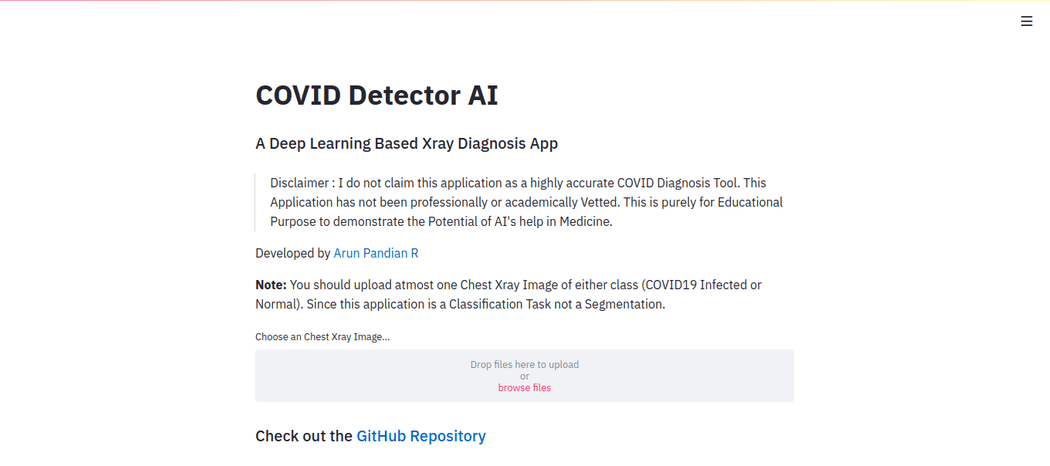 COVID Detector AI
A Deep Learning Based Xray Diagnosis App
Disclaimer : I do not claim this application as a highly accurate COVID Diagnosis Tool. This
Application has not been professionally or academically Vetted. This is purely for Educational
Purpose to demonstrate the Potential of AI's help in Medicine.
Developed by Arun Pandian R
Note: You should upload atmost one Chest Xray Image of either class (COVID19 Infected or
Normal). Since this application is a Classification Task not a Segmentation.
Choose an Chest Xray Image...
Drop files here to upload
or
browse files
Check out the GitHub Repository